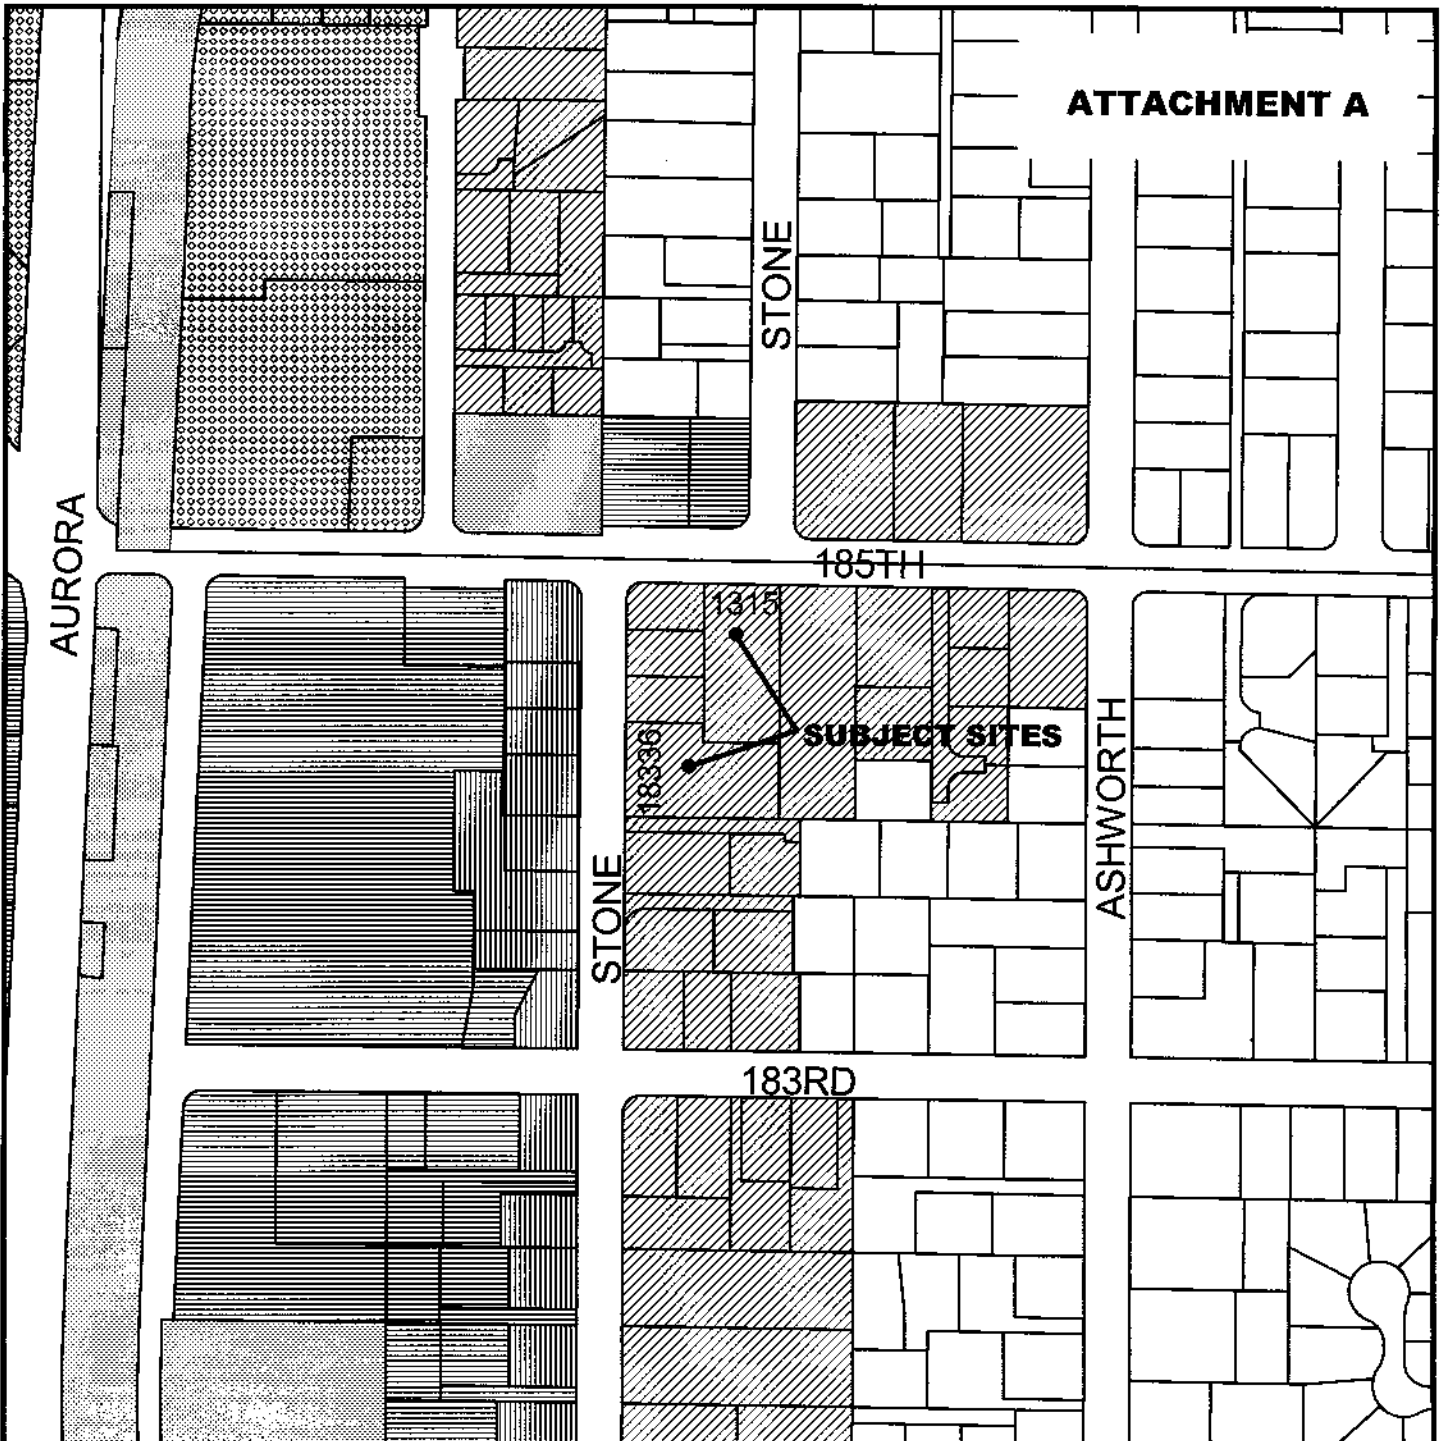 ATTACHMENT A
STONE
AURORA
185TH
1315
SUBJECT SITES
18336
ASHWORTH
STONE
183RD